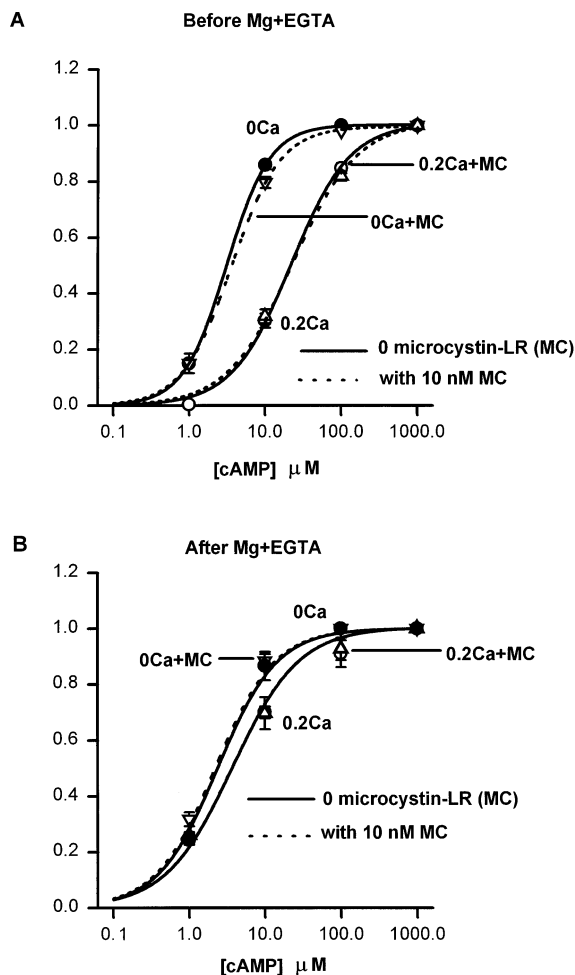 A
Before Mg+EGTA
1.2
1.0
0.8
0.6
0.4
0.2
0.0
0Ca
0.2Ca+MC
0Ca+MC
0.2Ca
0 microcystin-LR (MC)
with 10 nM MC
0.1 1.0 10.0 100.0 1000.0
[cAMP] μM
B
After Mg+EGTA
1.2
1.0
0.8
0.6
0.4
0.2
0.0
0Ca
0Ca+MC
0.2Ca+MC
0.2Ca
0 microcystin-LR (MC)
with 10 nM MC
0.1 1.0 10.0 100.0 1000.0
[cAMP] μM